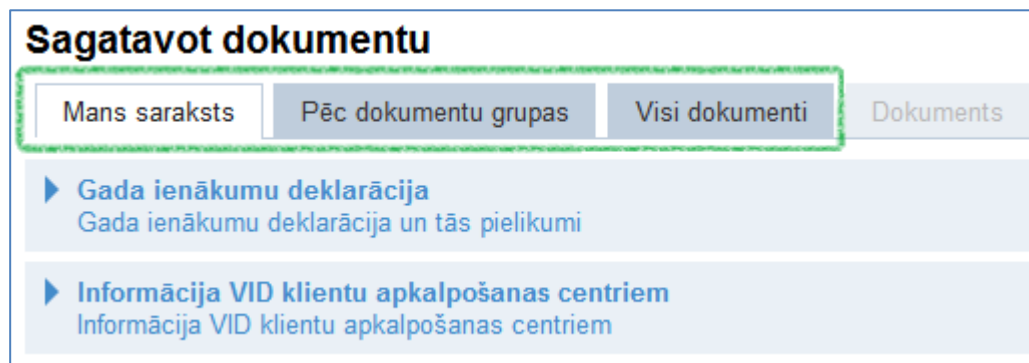 Sagatavot dokumentu
Mans saraksts Pēc dokumentu grupas Visi dokumenti Dokuments
Gada ienākumu deklarācija
Gada ienākumu deklarācija un tās pielikumi
Informācija VID klientu apkalpošanas centriem
Informācija VID klientu apkalpošanas centriem